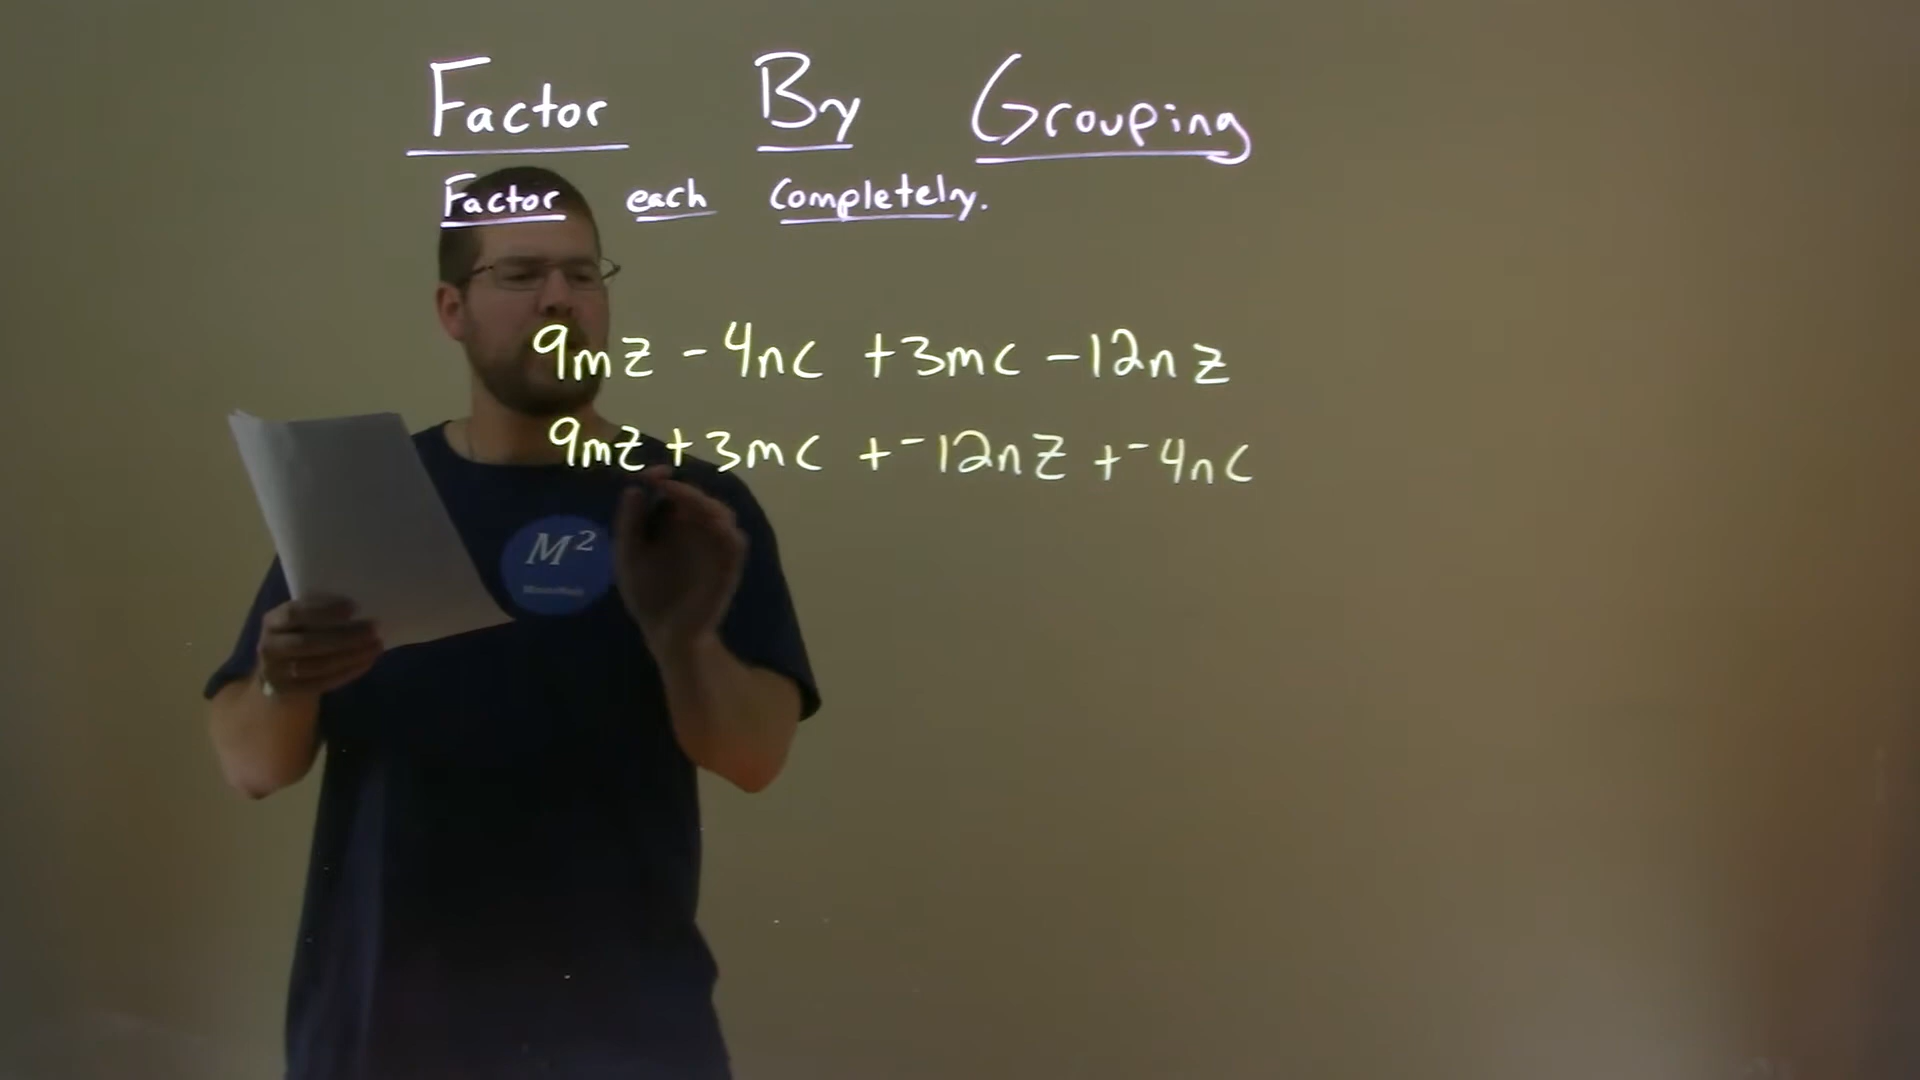 Factor By Grouping
Factor each completely.
9mz - 4nc + 3mc - 12nz
9mz + 3mc + -12nz + -4nc
M²